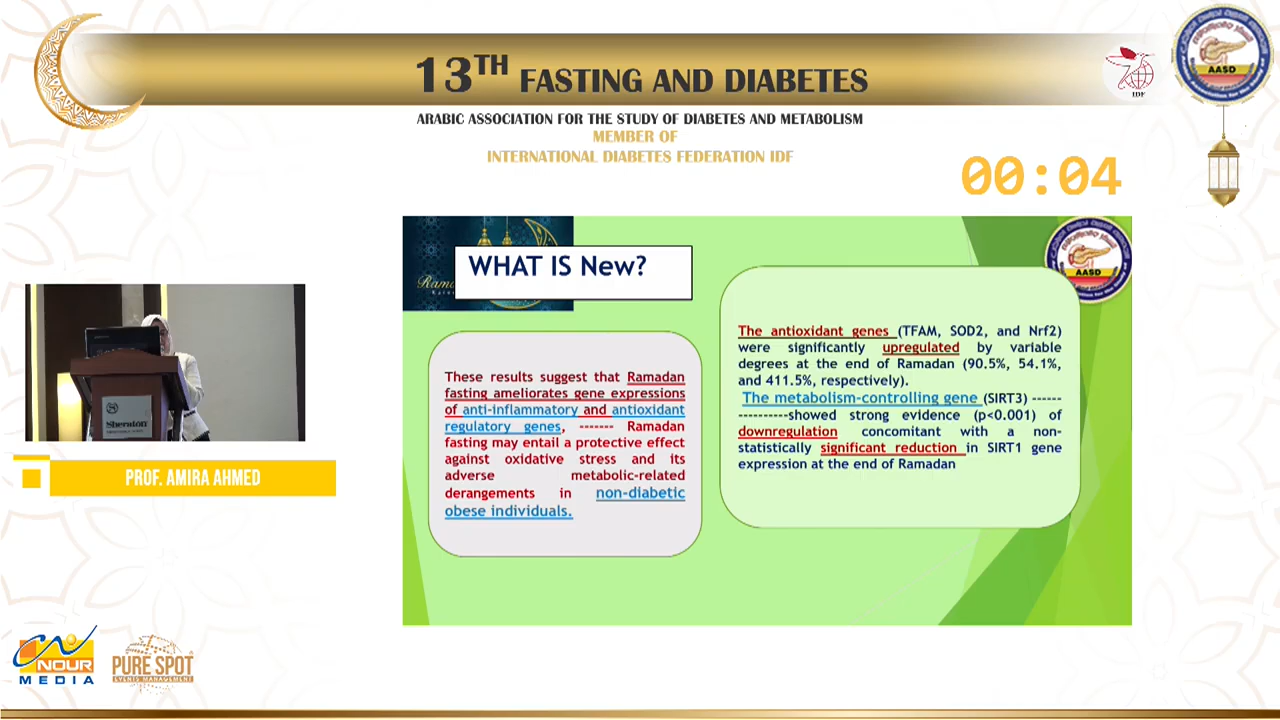 13TH FASTING AND DIABETES
ARABIC ASSOCIATION FOR THE STUDY OF DIABETES AND METABOLISM
MEMBER OF
INTERNATIONAL DIABETES FEDERATION IDF
IDF
AASD
00:04
WHAT IS New?
AASD
These results suggest that Ramadan
fasting ameliorates gene expressions
of anti-inflammatory and antioxidant
regulatory genes, ------- Ramadan
fasting may entail a protective effect
against oxidative stress and its
adverse metabolic-related
derangements in non-diabetic
obese individuals.
The antioxidant genes (TFAM, SOD2, and Nrf2)
were significantly upregulated by variable
degrees at the end of Ramadan (90.5%, 54.1%,
and 411.5%, respectively).
The metabolism-controlling gene (SIRT3) ------
-------------showed strong evidence (p<0.001) of
downregulation concomitant with a non-
statistically significant reduction in SIRT1 gene
expression at the end of Ramadan
Sheraton
PROF. AMIRA AHMED
NOUR
MEDIA
PURE SPOT
EVENTS MANAGEMENT